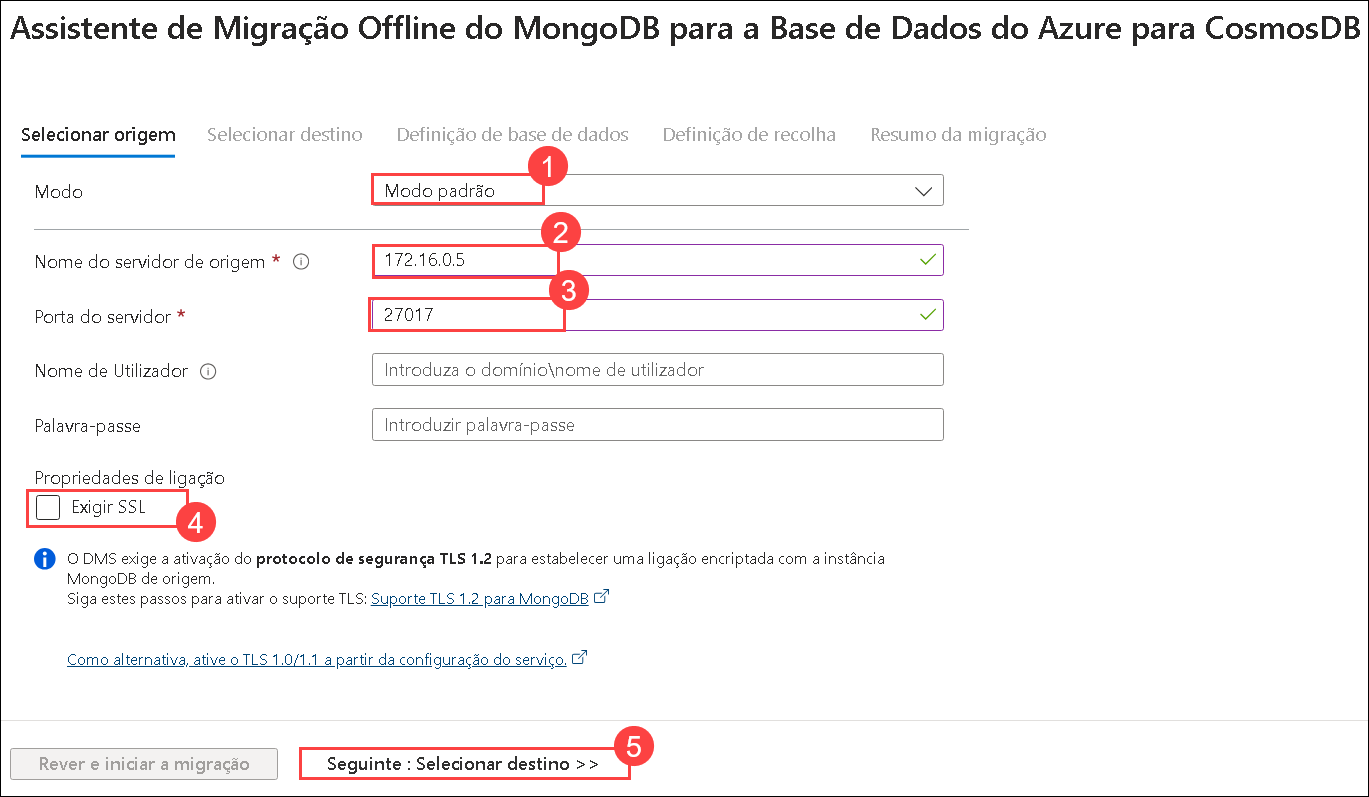 Assistente de Migração Offline do MongoDB para a Base de Dados do Azure para CosmosDB
Selecionar origem Selecionar destino Definição de base de dados Definição de recolha Resumo da migração
1
Modo Modo padrão
2
Nome do servidor de origem * 172.16.0.5
3
Porta do servidor * 27017
Nome de Utilizador Introduza o domínio\nome de utilizador
Palavra-passe Introduzir palavra-passe
Propriedades de ligação
Exigir SSL
4
O DMS exige a ativação do protocolo de segurança TLS 1.2 para estabelecer uma ligação encriptada com a instância
MongoDB de origem.
Siga estes passos para ativar o suporte TLS: Suporte TLS 1.2 para MongoDB
Como alternativa, ative o TLS 1.0/1.1 a partir da configuração do serviço.
5
Rever e iniciar a migração Seguinte : Selecionar destino >>